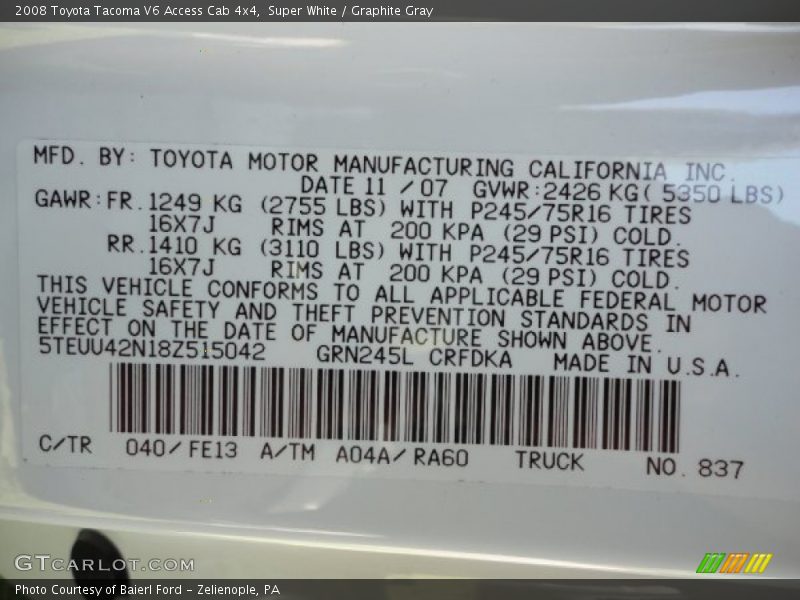 2008 Toyota Tacoma V6 Access Cab 4x4, Super White / Graphite Gray
MFD. BY: TOYOTA MOTOR MANUFACTURING CALIFORNIA INC.
DATE 11 / 07 GVWR: 2426 KG ( 5350 LBS)
GAWR: FR. 1249 KG (2755 LBS) WITH P245/75R16 TIRES
16X7J RIMS AT 200 KPA (29 PSI) COLD.
RR. 1410 KG (3110 LBS) WITH P245/75R16 TIRES
16X7J RIMS AT 200 KPA (29 PSI) COLD.
THIS VEHICLE CONFORMS TO ALL APPLICABLE FEDERAL MOTOR
VEHICLE SAFETY AND THEFT PREVENTION STANDARDS IN
EFFECT ON THE DATE OF MANUFACTURE SHOWN ABOVE.
5TEUU42N18Z515042 GRN245L CRFDKA MADE IN U.S.A.
C/TR 040/FE13 A/TM A04A/RA60 TRUCK NO. 837
GTCARLOT.COM
Photo Courtesy of Baierl Ford - Zelienople, PA